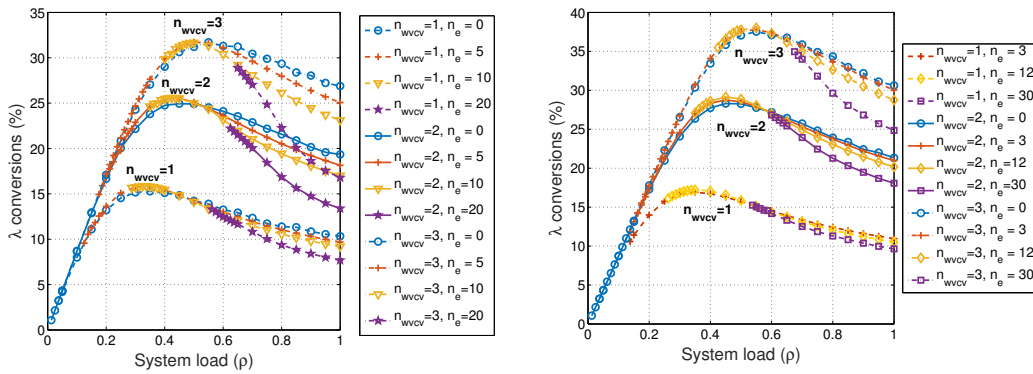 λ conversions (%)
35
30
25
20
15
10
5
0
0
0.2
0.4
0.6
0.8
1
System load (ρ)
n_wvcv=3
n_wvcv=2
n_wvcv=1
n_wvcv=1, n_e = 0
n_wvcv=1, n_e = 5
n_wvcv=1, n_e = 10
n_wvcv=1, n_e = 20
n_wvcv=2, n_e = 0
n_wvcv=2, n_e = 5
n_wvcv=2, n_e = 10
n_wvcv=2, n_e =20
n_wvcv=3, n_e = 0
n_wvcv=3, n_e = 5
n_wvcv=3, n_e = 10
n_wvcv=3, n_e =20
λ conversions (%)
40
35
30
25
20
15
10
5
0
0
0.2
0.4
0.6
0.8
1
System load (ρ)
n_wvcv=3
n_wvcv=2
n_wvcv=1
n_wvcv=1, n_e = 3
n_wvcv=1, n_e = 12
n_wvcv=1, n_e = 30
n_wvcv=2, n_e = 0
n_wvcv=2, n_e = 3
n_wvcv=2, n_e = 12
n_wvcv=2, n_e =30
n_wvcv=3, n_e = 0
n_wvcv=3, n_e = 3
n_wvcv=3, n_e = 12
n_wvcv=3, n_e = 30